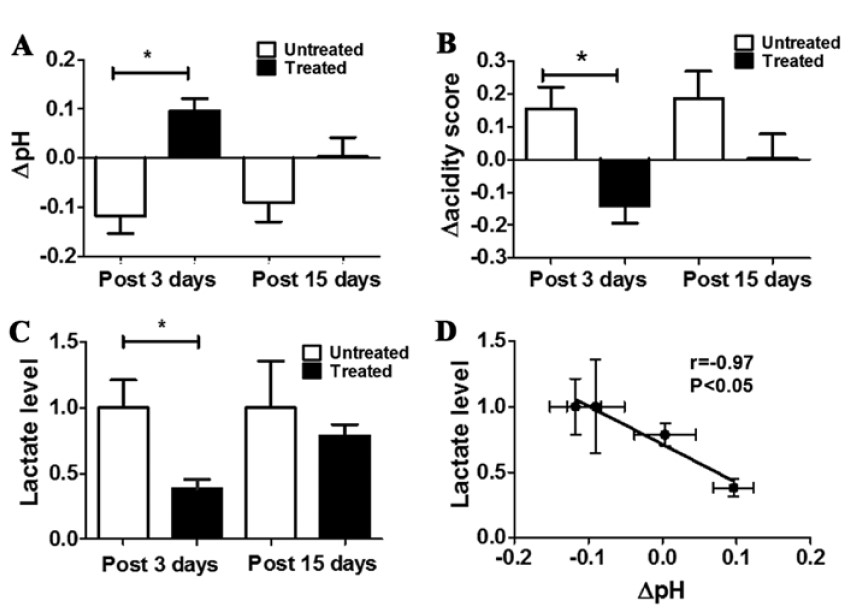 A
ΔpH
0.2
0.1
0.0
-0.1
-0.2
*
Untreated
Treated
Post 3 days
Post 15 days
B
Δacidity score
0.3
0.2
0.1
0.0
-0.1
-0.2
-0.3
*
Untreated
Treated
Post 3 days
Post 15 days
C
Lactate level
1.5
1.0
0.5
0.0
*
Untreated
Treated
Post 3 days
Post 15 days
D
Lactate level
1.5
1.0
0.5
0.0
r=-0.97
P<0.05
-0.2
-0.1
0.0
0.1
0.2
ΔpH